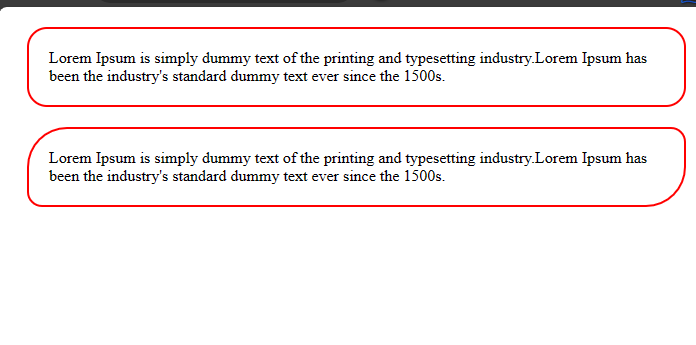 Lorem Ipsum is simply dummy text of the printing and typesetting industry.Lorem Ipsum has
been the industry's standard dummy text ever since the 1500s.
Lorem Ipsum is simply dummy text of the printing and typesetting industry.Lorem Ipsum has
been the industry's standard dummy text ever since the 1500s.